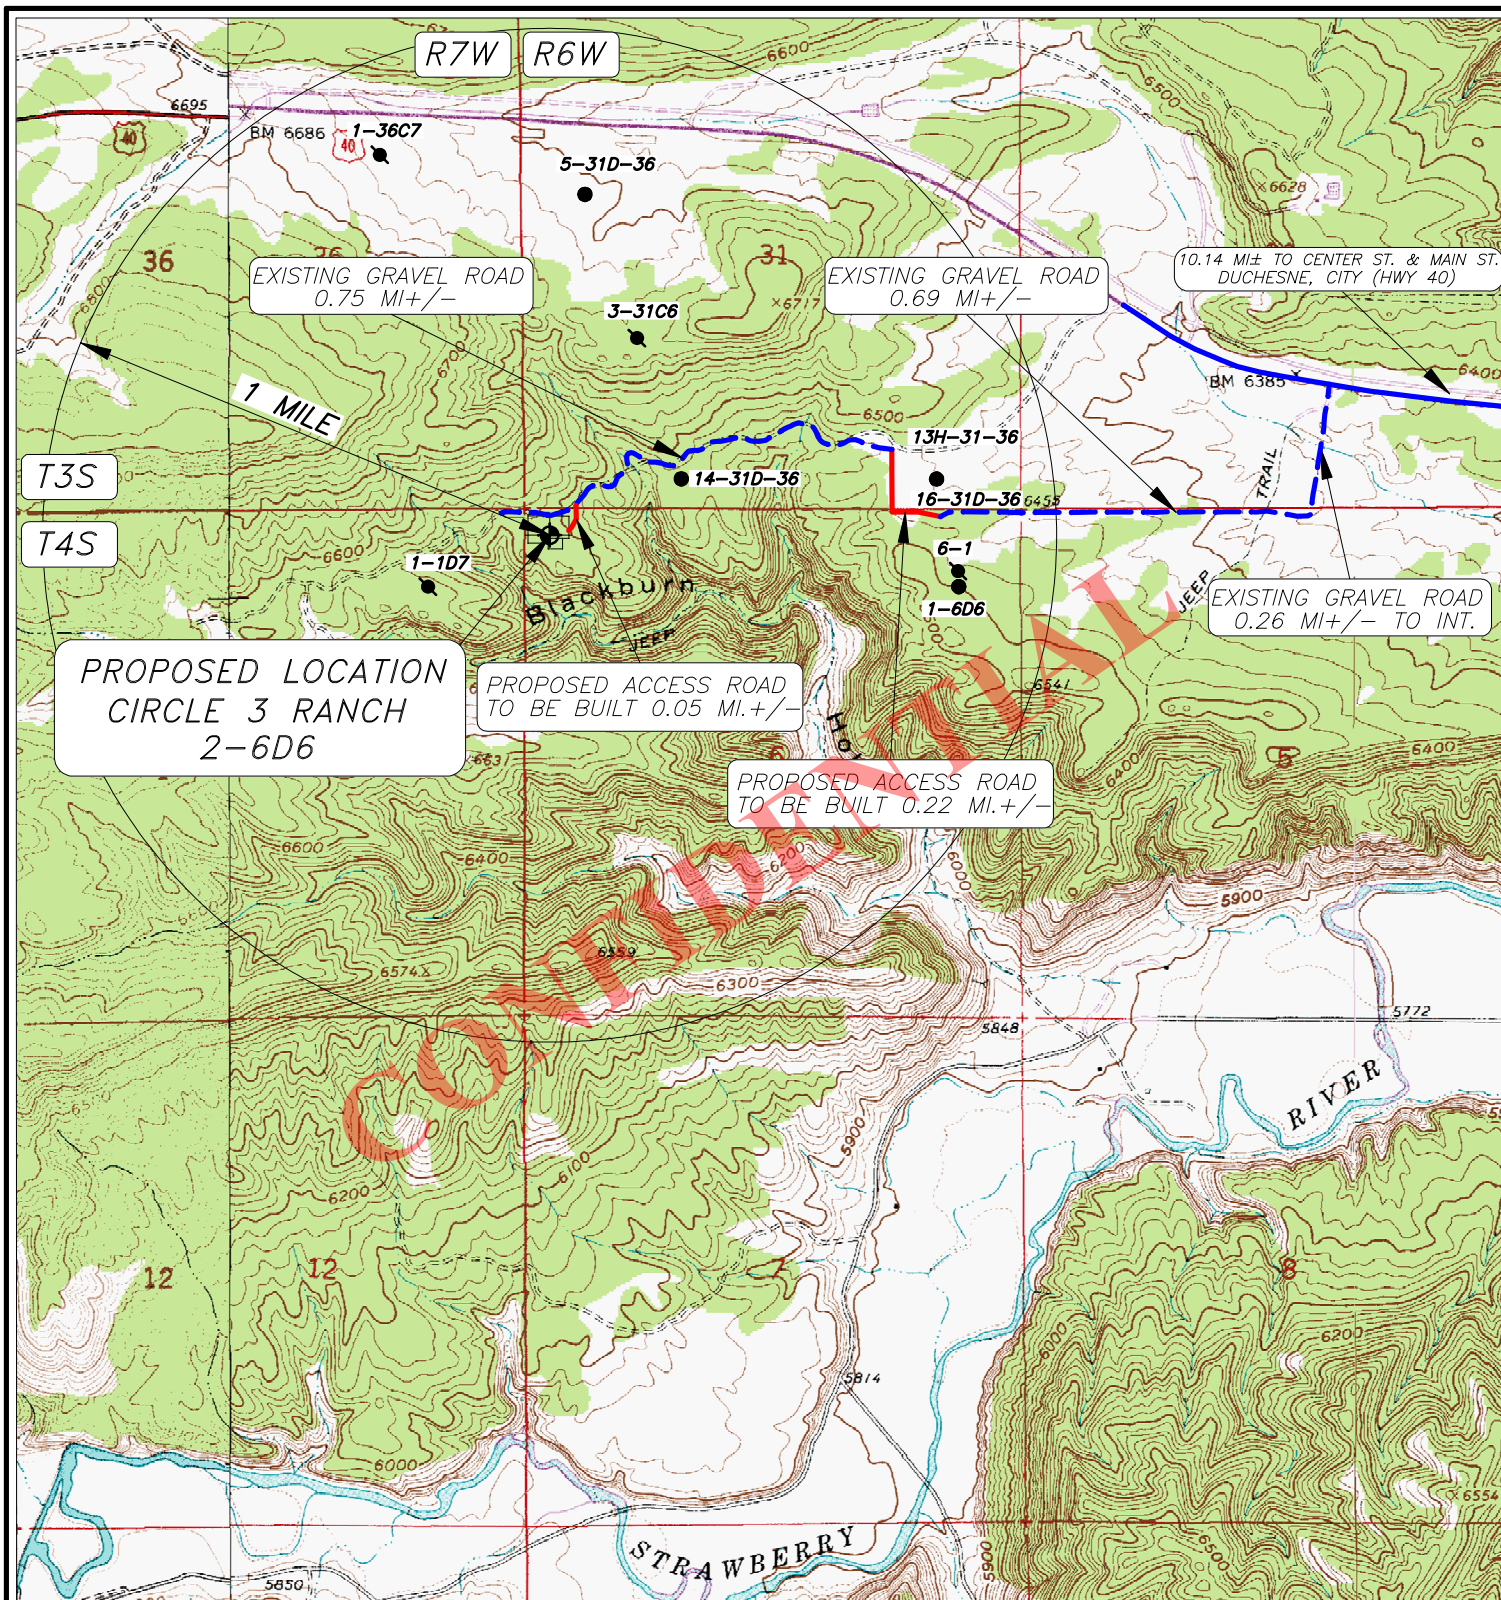 R7W
R6W
6600
6695
40
BM 6686
40
1-36C7
5-31D-36
6500
×6628
36
36
31
6800
EXISTING GRAVEL ROAD
0.75 MI+/-
EXISTING GRAVEL ROAD
0.69 MI+/-
10.14 MI± TO CENTER ST. & MAIN ST.
DUCHESNE, CITY (HWY 40)
×6717
3-31C6
6700
1 MILE
BM 6385
6400
6500
13H-31-36
T3S
14-31D-36
16-31D-36
6455
TRAIL
T4S
6600
1-1D7
6-1
1-6D6
Blackburn
JEEP
JEEP
EXISTING GRAVEL ROAD
0.26 MI+/- TO INT.
PROPOSED LOCATION
CIRCLE 3 RANCH
2-6D6
PROPOSED ACCESS ROAD
TO BE BUILT 0.05 MI.+/-
6541
6
5
6400
6400
PROPOSED ACCESS ROAD
TO BE BUILT 0.22 MI.+/-
CONFIDENTIAL
6600
6400
6200
6000
5900
6559
6574×
6300
5848
5772
RIVER
5900
6100
6200
12
12
7
8
6000
6200
5814
6000
×6554
STRAWBERRY
5900
6500
5850